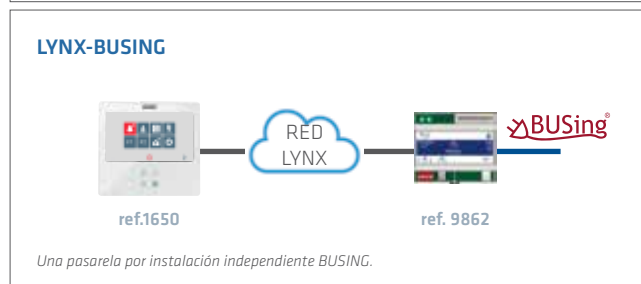 LYNX-BUSING
RED
LYNX
BUSing®
ref.1650
ref. 9862
Una pasarela por instalación independiente BUSING.